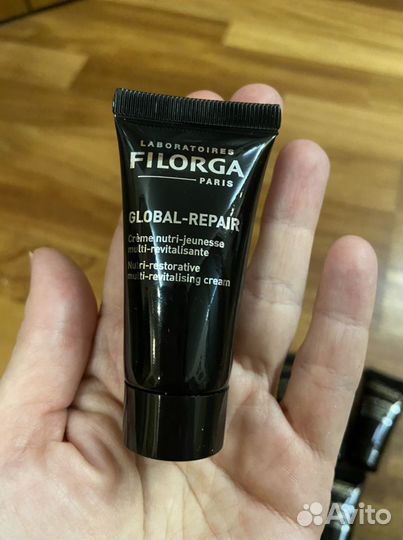 LABORATOIRES
FILORGA
PARIS
GLOBAL-REPAIR
Crème nutri-jeunesse
multi-revitalisante
Nutri-restorative
multi-revitalising cream
Avito